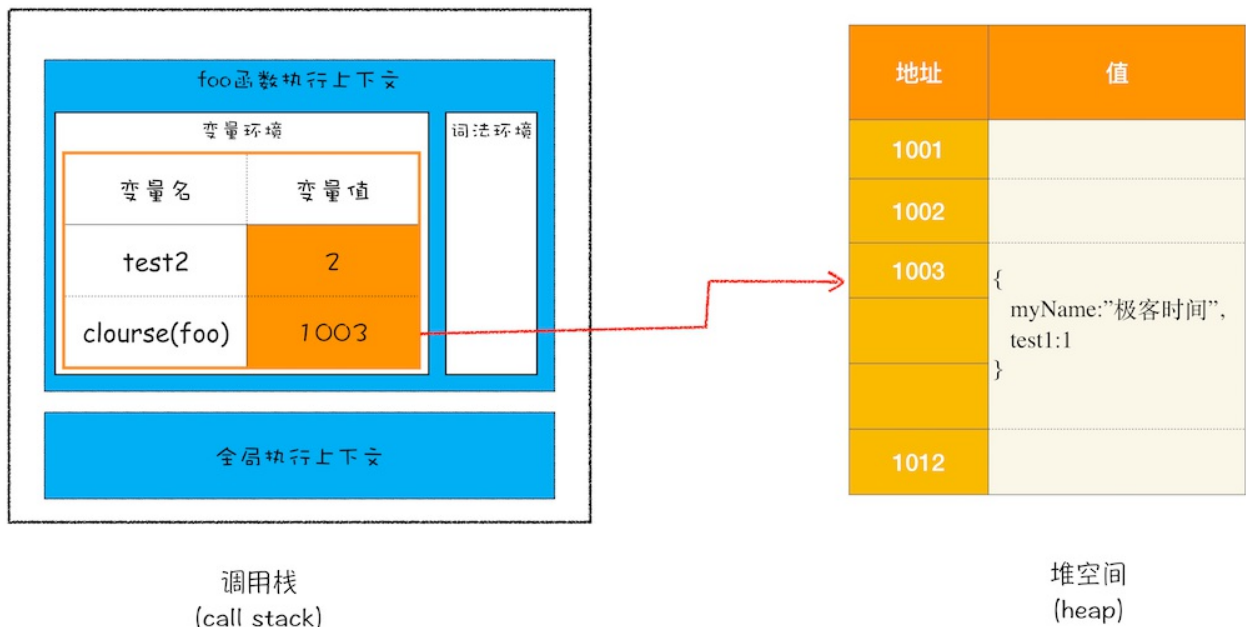 foo函数执行上下文
变量环境
词法环境
变量名 变量值
test2 2
clourse(foo) 1003
全局执行上下文
调用栈
(call stack)
地址 值
1001
1002
1003
{
myName:”极客时间”,
test1:1
}
1012
堆空间
(heap)